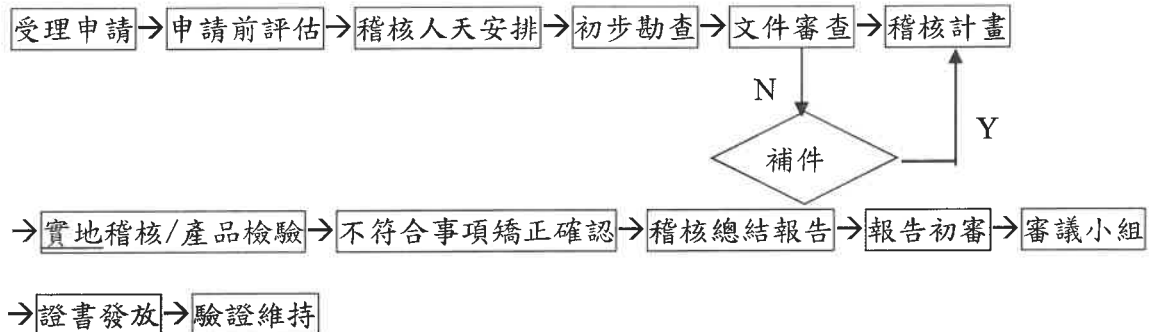 受理申請→申請前評估→稽核人天安排→初步勘查→文件審查→稽核計畫
N
Y
補件
→實地稽核/產品檢驗→不符合事項矯正確認→稽核總結報告→報告初審→審議小組
→證書發放→驗證維持